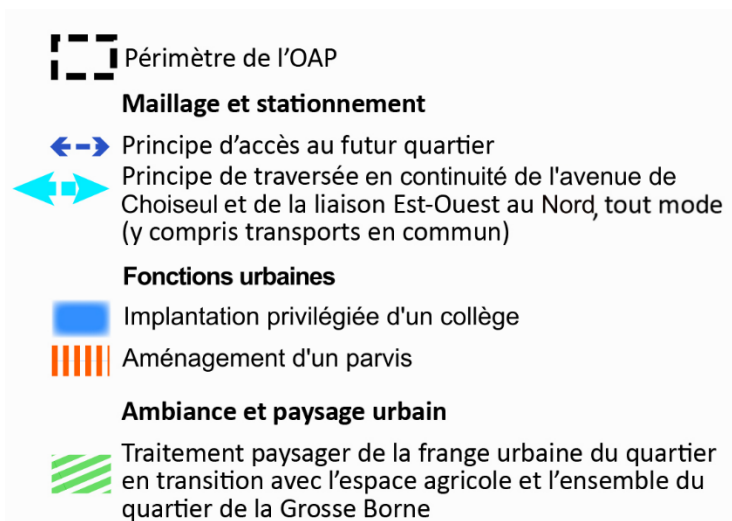 Périmètre de l’OAP
Maillage et stationnement
Principe d’accès au futur quartier
Principe de traversée en continuité de l'avenue de
Choiseul et de la liaison Est-Ouest au Nord, tout mode
(y compris transports en commun)
Fonctions urbaines
Implantation privilégiée d'un collège
Aménagement d'un parvis
Ambiance et paysage urbain
Traitement paysager de la frange urbaine du quartier
en transition avec l’espace agricole et l’ensemble du
quartier de la Grosse Borne